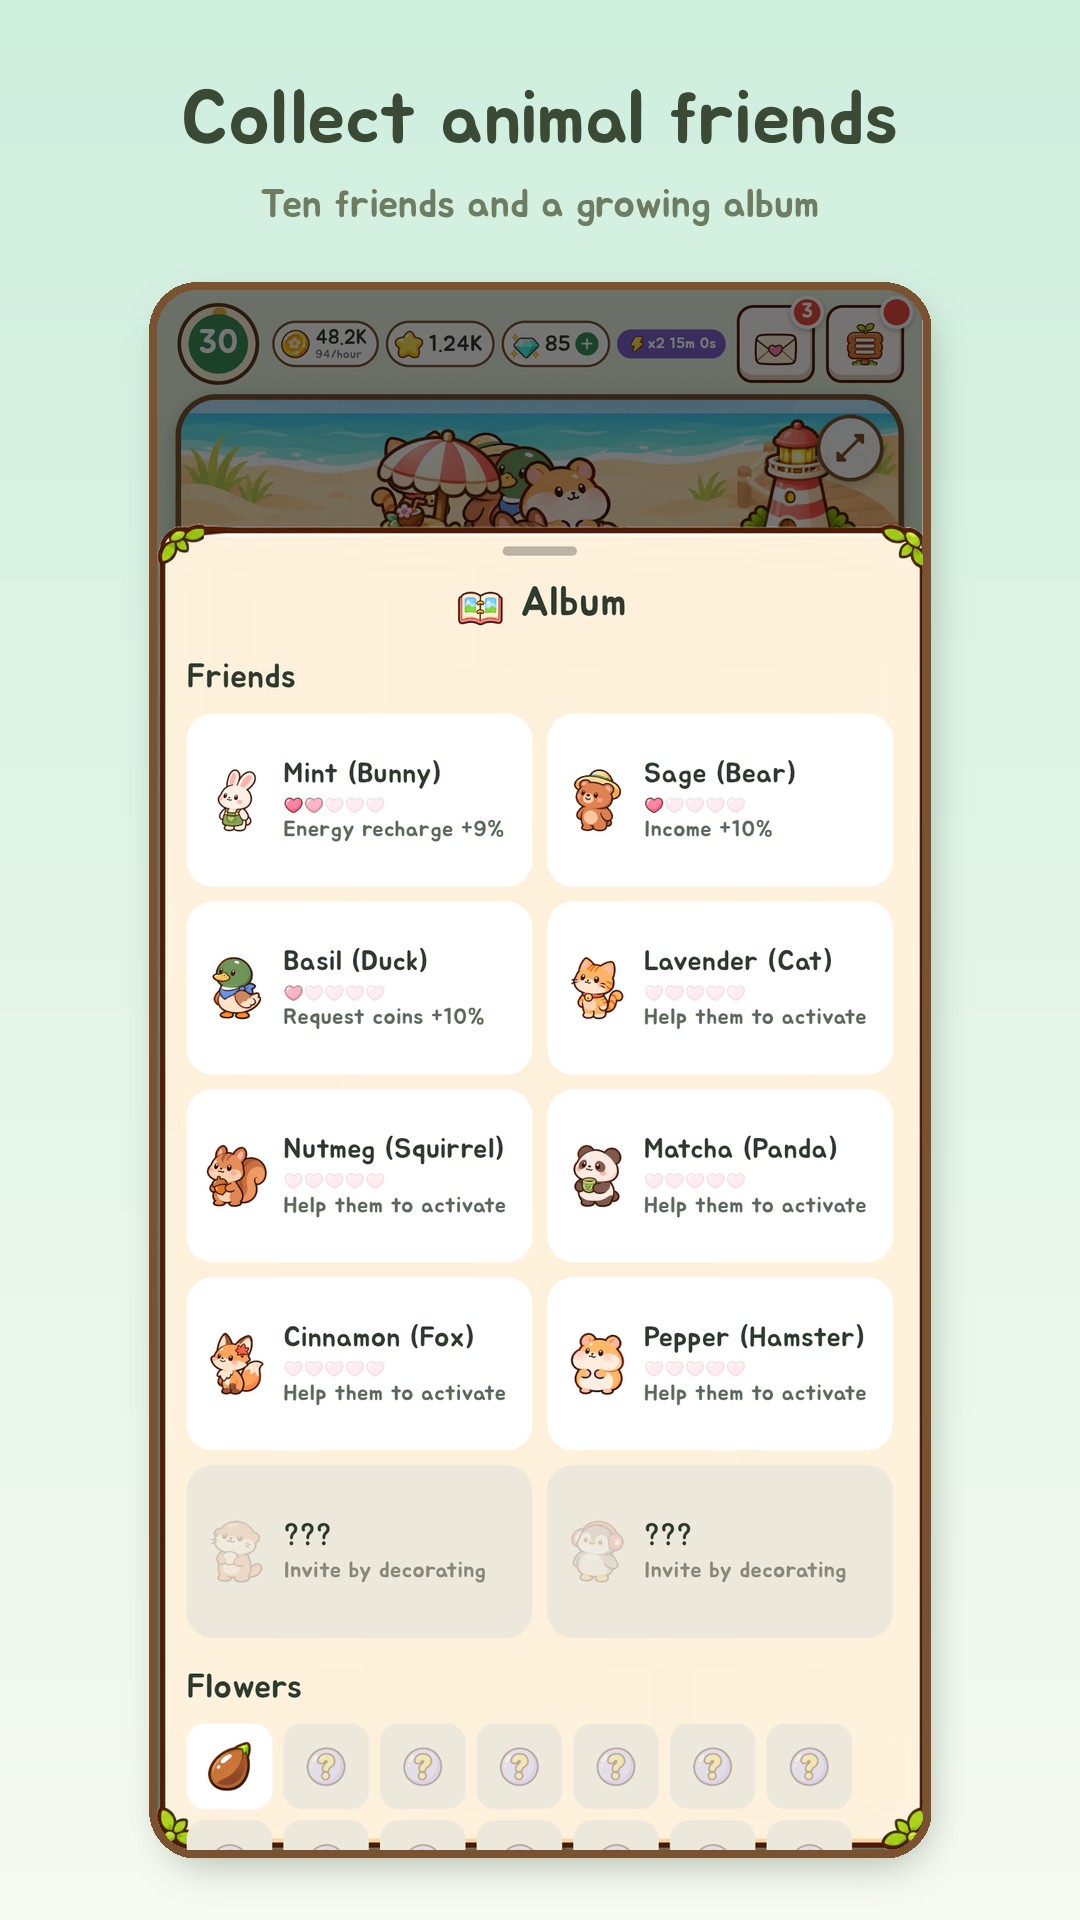 Collect animal friends
Ten friends and a growing album
30
48.2K
94/hour
1.24K
85
+
x2 15m 0s
3
Album
Friends
Mint (Bunny)
Energy recharge +9%
Sage (Bear)
Income +10%
Basil (Duck)
Request coins +10%
Lavender (Cat)
Help them to activate
Nutmeg (Squirrel)
Help them to activate
Matcha (Panda)
Help them to activate
Cinnamon (Fox)
Help them to activate
Pepper (Hamster)
Help them to activate
???
Invite by decorating
???
Invite by decorating
Flowers
? ? ? ? ? ?